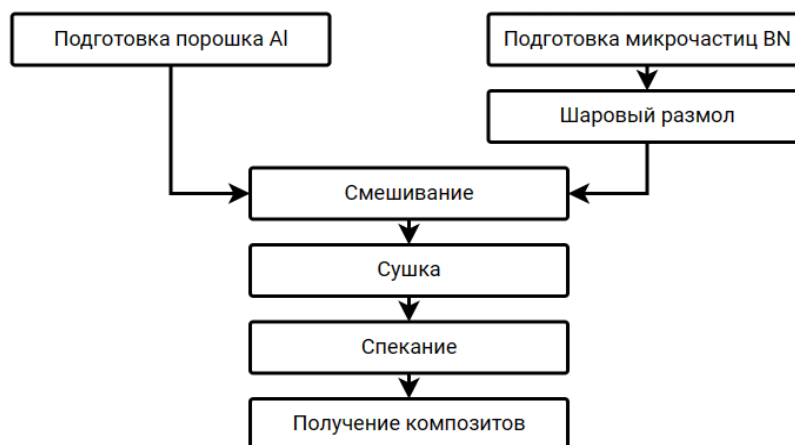 Подготовка порошка Al
Подготовка микрочастиц BN
Шаровый размол
Смешивание
Сушка
Спекание
Получение композитов